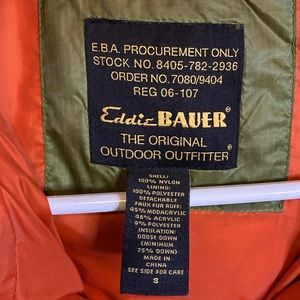 E.B.A. PROCUREMENT ONLY
STOCK NO. 8405-782-2936
ORDER NO. 7080/9404
REG 06-107
Eddie BAUER®
THE ORIGINAL
OUTDOOR OUTFITTER®
SHELL:
100% NYLON
LINING:
100% POLYESTER
DETACHABLE
FAUX FUR RUFF:
45% MODACRYLIC
46% ACRYLIC
9% POLYESTER
INSULATION:
GOOSE DOWN
(MINIMUM
75% DOWN)
MADE IN
CHINA
SEE SIDE FOR CARE
S